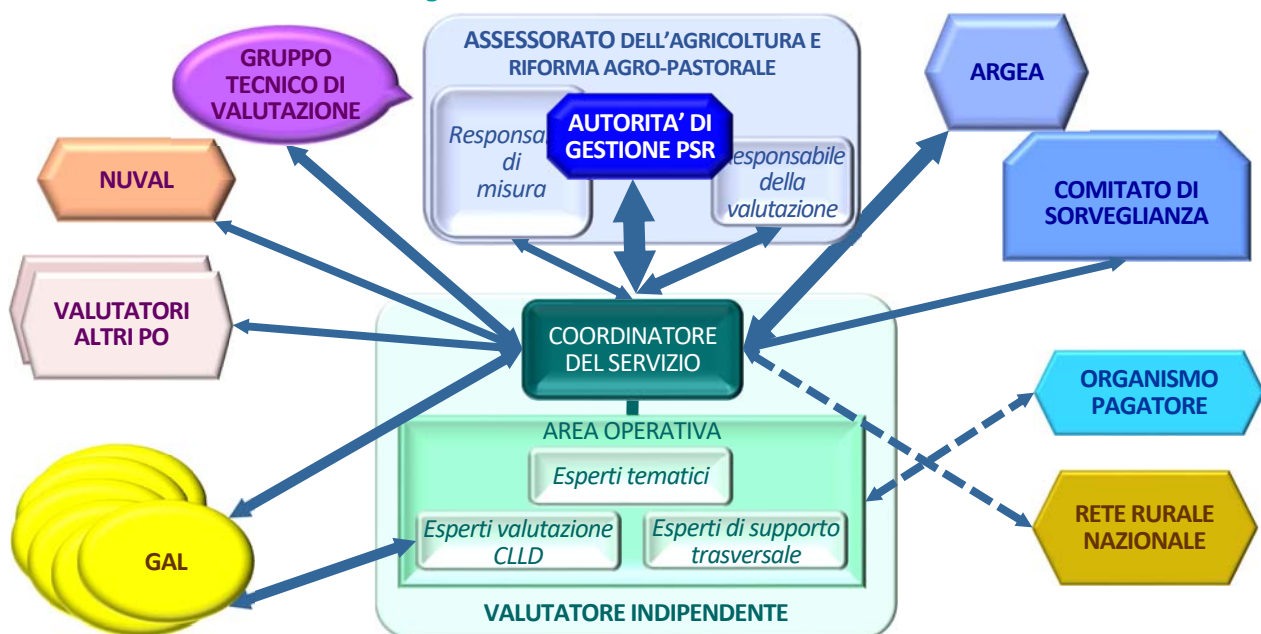 ASSESSORATO DELL'AGRICOLTURA E
RIFORMA AGRO-PASTORALE
GRUPPO
TECNICO DI
VALUTAZIONE
ARGEA
AUTORITA' DI
GESTIONE PSR
di
misura
della
valutazione
NUVAL
COMITATO DI
SORVEGLIANZA
VALUTATORI
ALTRI PO
COORDINATORE
DEL SERVIZIO
ORGANISMO
PAGATORE
AREA OPERATIVA
Esperti tematici
Esperti valutazione
CLLD
Esperti di supporto
trasversale
RETE RURALE
NAZIONALE
GAL
VALUTATORE INDIPENDENTE